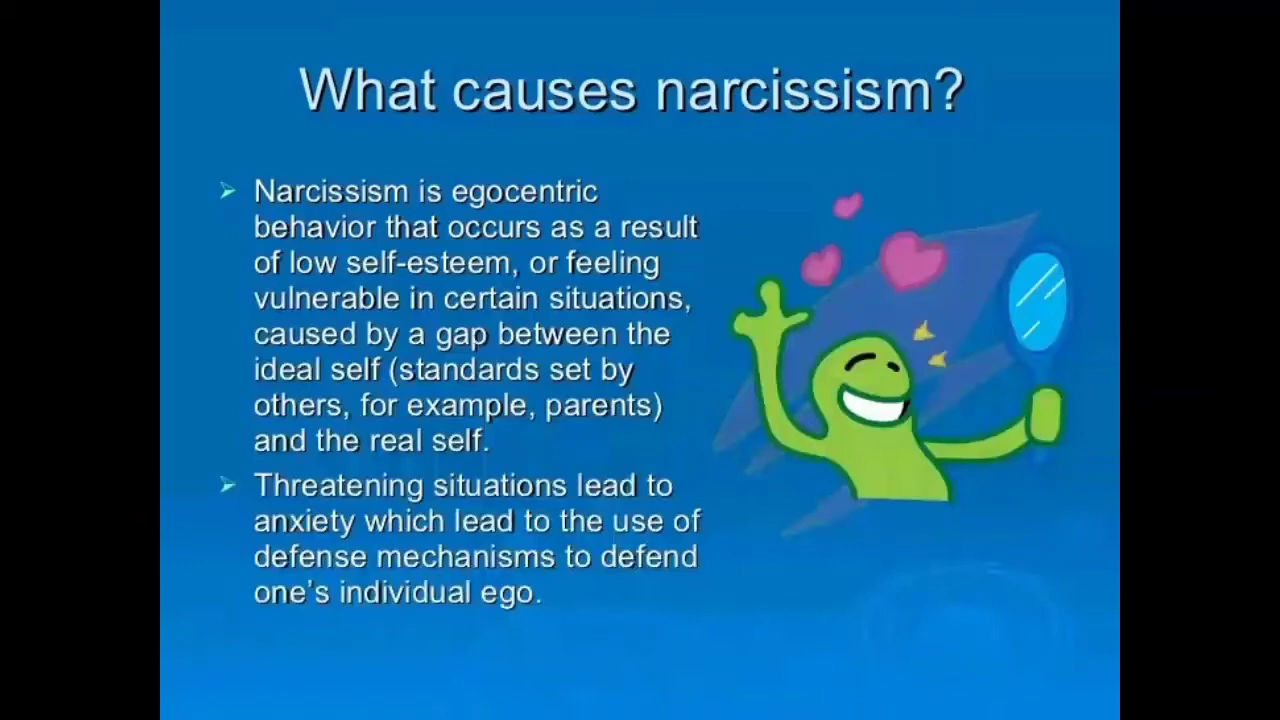 What causes narcissism?
Narcissism is egocentric
behavior that occurs as a result
of low self-esteem, or feeling
vulnerable in certain situations,
caused by a gap between the
ideal self (standards set by
others, for example, parents)
and the real self.
Threatening situations lead to
anxiety which lead to the use of
defense mechanisms to defend
one’s individual ego.